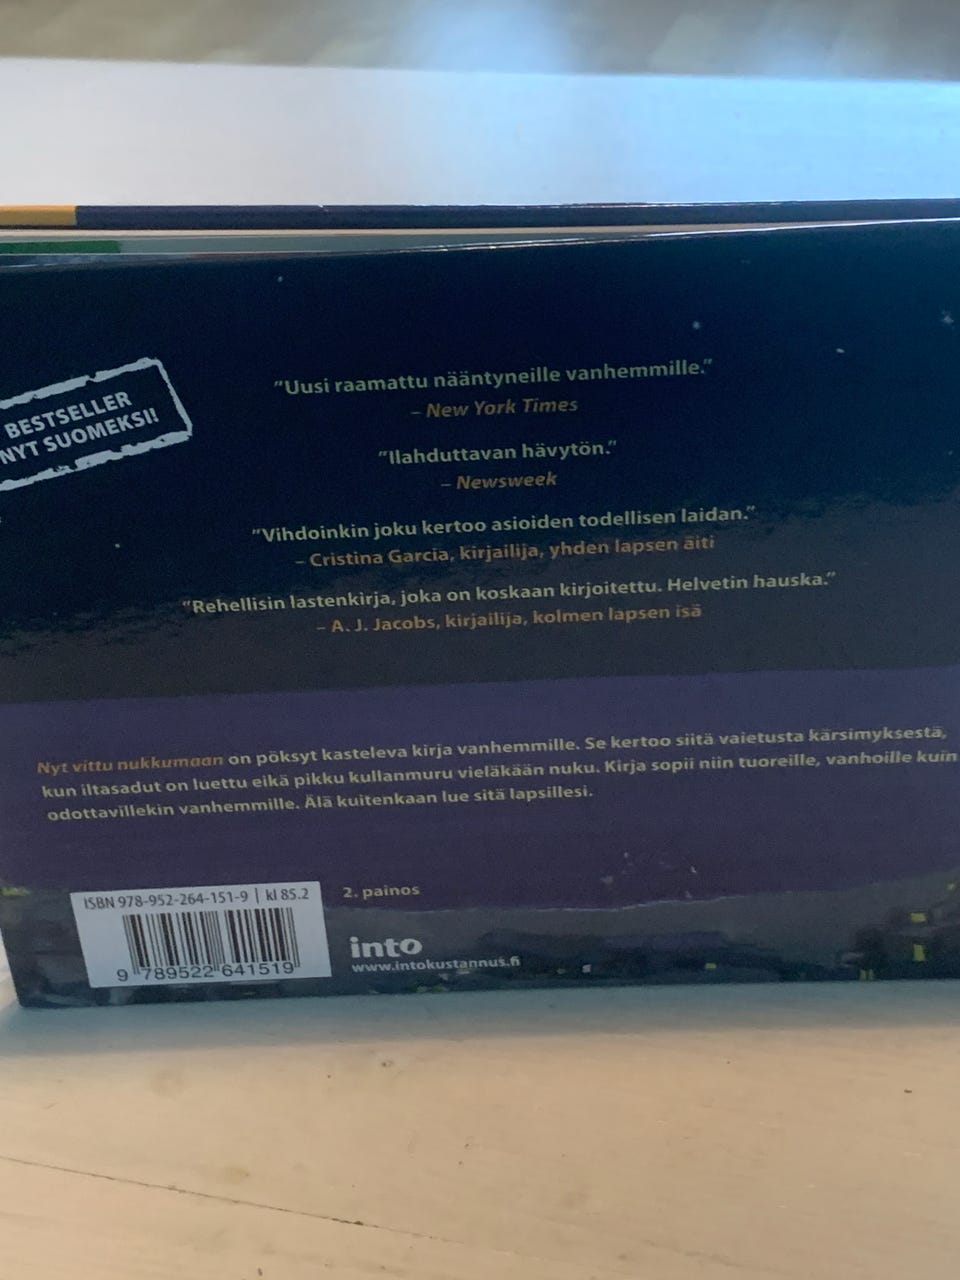 BESTSELLER
NYT SUOMEKSI!
”Uusi raamattu nääntyneille vanhemmille.”
– New York Times
”Ilahduttavan hävytön.”
– Newsweek
”Vihdoinkin joku kertoo asioiden todellisen laidan.”
– Cristina Garcia, kirjailija, yhden lapsen äiti
”Rehellisin lastenkirja, joka on koskaan kirjoitettu. Helvetin hauska.”
– A. J. Jacobs, kirjailija, kolmen lapsen isä
Nyt vittu nukkumaan on pöksyt kasteleva kirja vanhemmille. Se kertoo siitä vaietusta kärsimyksestä,
kun iltasadut on luettu eikä pikku kullanmuru vieläkään nuku. Kirja sopii niin tuoreille, vanhoille kuin
odottavillekin vanhemmille. Älä kuitenkaan lue sitä lapsillesi.
ISBN 978-952-264-151-9 | kl 85.2
9 789522 641519
2. painos
into
www.intokustannus.fi